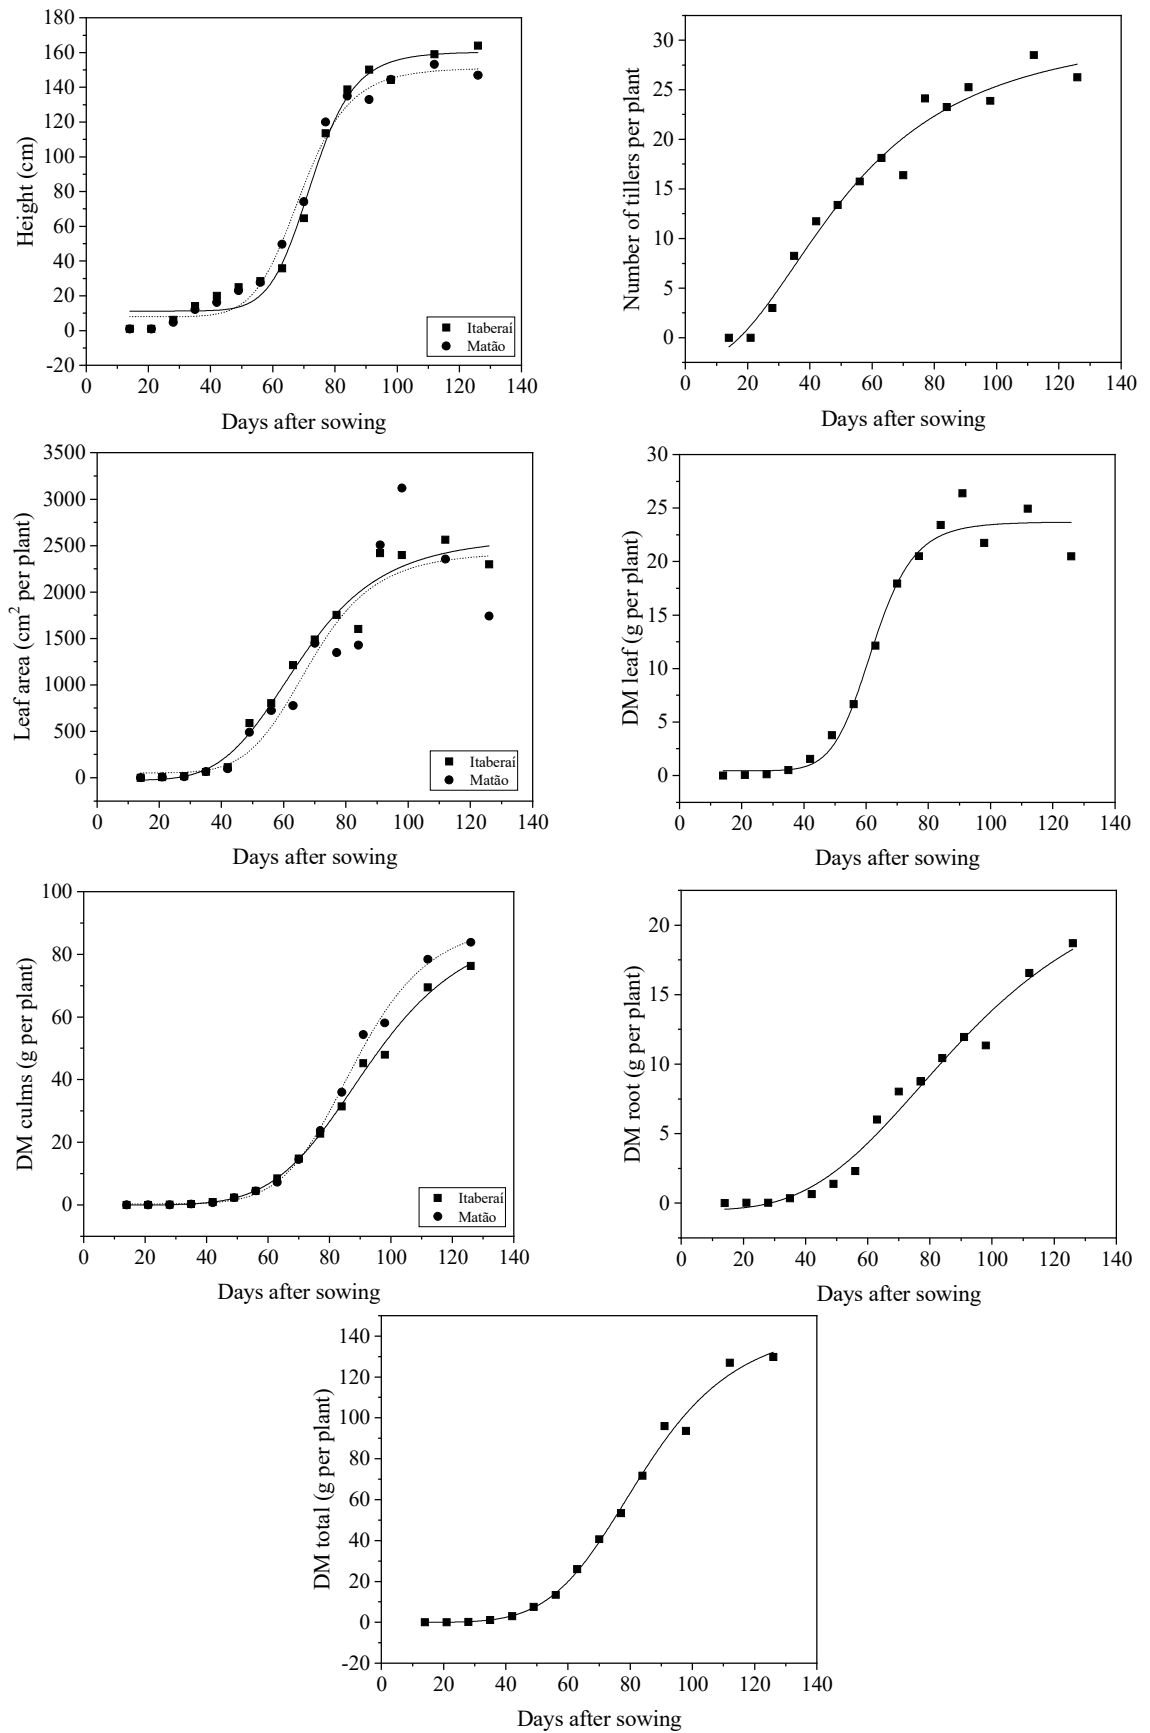 180
160
140
120
100
80
60
40
20
0
-20
Height (cm)
Itaberaí
Matão
0 20 40 60 80 100 120 140
Days after sowing
30
25
20
15
10
5
0
Number of tillers per plant
0 20 40 60 80 100 120 140
Days after sowing
3500
3000
2500
2000
1500
1000
500
0
Leaf area (cm² per plant)
Itaberaí
Matão
0 20 40 60 80 100 120 140
Days after sowing
30
25
20
15
10
5
0
DM leaf (g per plant)
0 20 40 60 80 100 120 140
Days after sowing
100
80
60
40
20
0
DM culms (g per plant)
Itaberaí
Matão
0 20 40 60 80 100 120 140
Days after sowing
20
15
10
5
0
DM root (g per plant)
0 20 40 60 80 100 120 140
Days after sowing
140
120
100
80
60
40
20
0
-20
DM total (g per plant)
0 20 40 60 80 100 120 140
Days after sowing